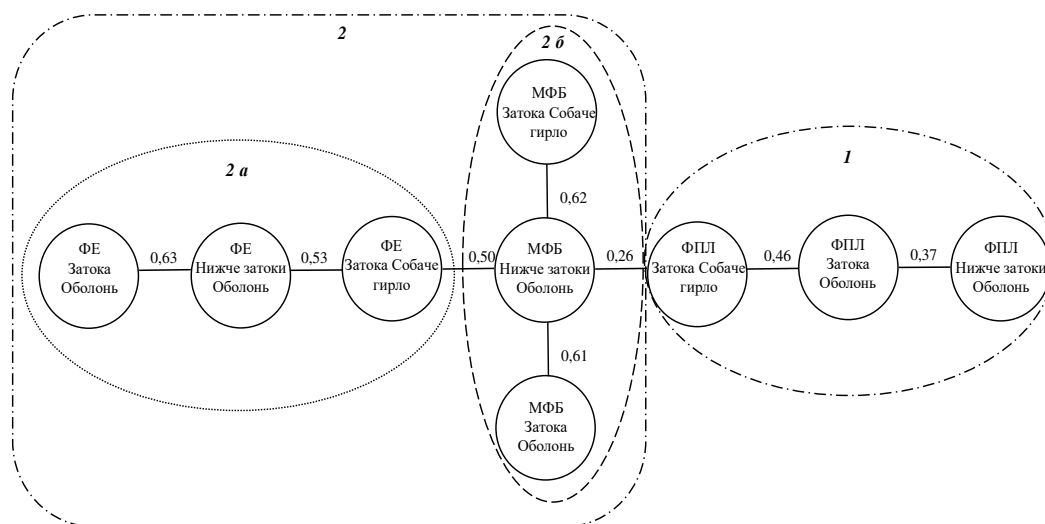 2
2 б
МФБ
Затока Собаче
гирло
2 а
1
0,62
ФЕ
Затока
Оболонь
0,63
ФЕ
Нижче затоки
Оболонь
0,53
ФЕ
Затока Собаче
гирло
0,50
МФБ
Нижче затоки
Оболонь
0,26
ФПЛ
Затока Собаче
гирло
0,46
ФПЛ
Затока
Оболонь
0,37
ФПЛ
Нижче затоки
Оболонь
0,61
МФБ
Затока
Оболонь